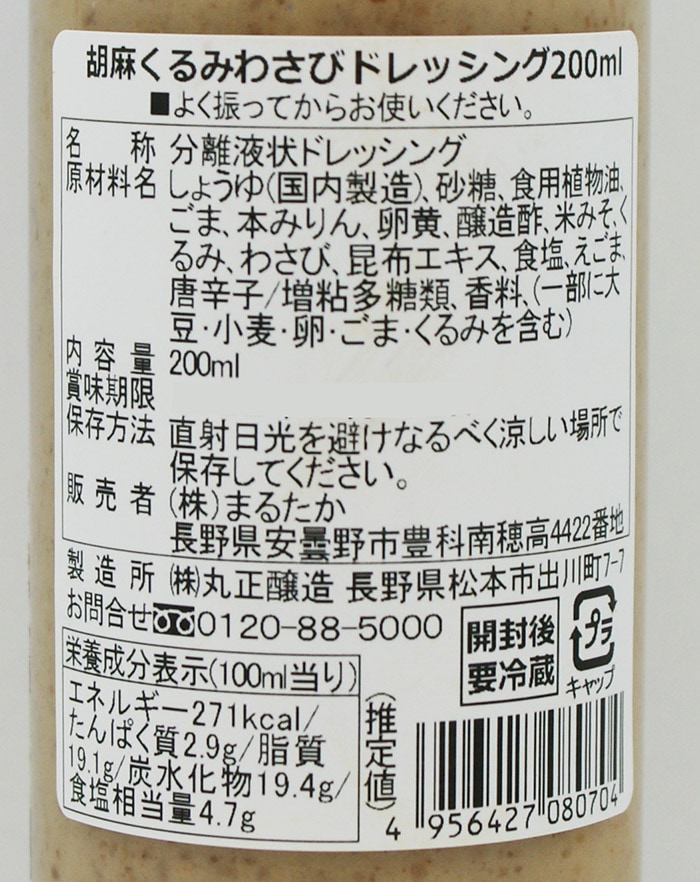 胡麻くるみわさびドレッシング200ml
■よく振ってからお使いください。
名称 分離液状ドレッシング
原材料名 しょうゆ(国内製造)、砂糖、食用植物油、
ごま、本みりん、卵黄、醸造酢、米みそ、く
るみ、わさび、昆布エキス、食塩、えごま、
唐辛子/増粘多糖類、香料、(一部に大
豆・小麦・卵・ごま・くるみを含む)
内容量 200ml
賞味期限
保存方法 直射日光を避けなるべく涼しい場所で
保存してください。
販売者 (株)まるたか
長野県安曇野市豊科南穂高4422番地
製造所 ㈱丸正醸造 長野県松本市出川町7-7
お問合せ 0120-88-5000
開封後
要冷蔵
プラ
キャップ
栄養成分表示(100ml当り)
エネルギー271kcal/
たんぱく質2.9g/脂質
19.1g/炭水化物19.4g/
食塩相当量4.7g
(推定値)
4 956427 080704